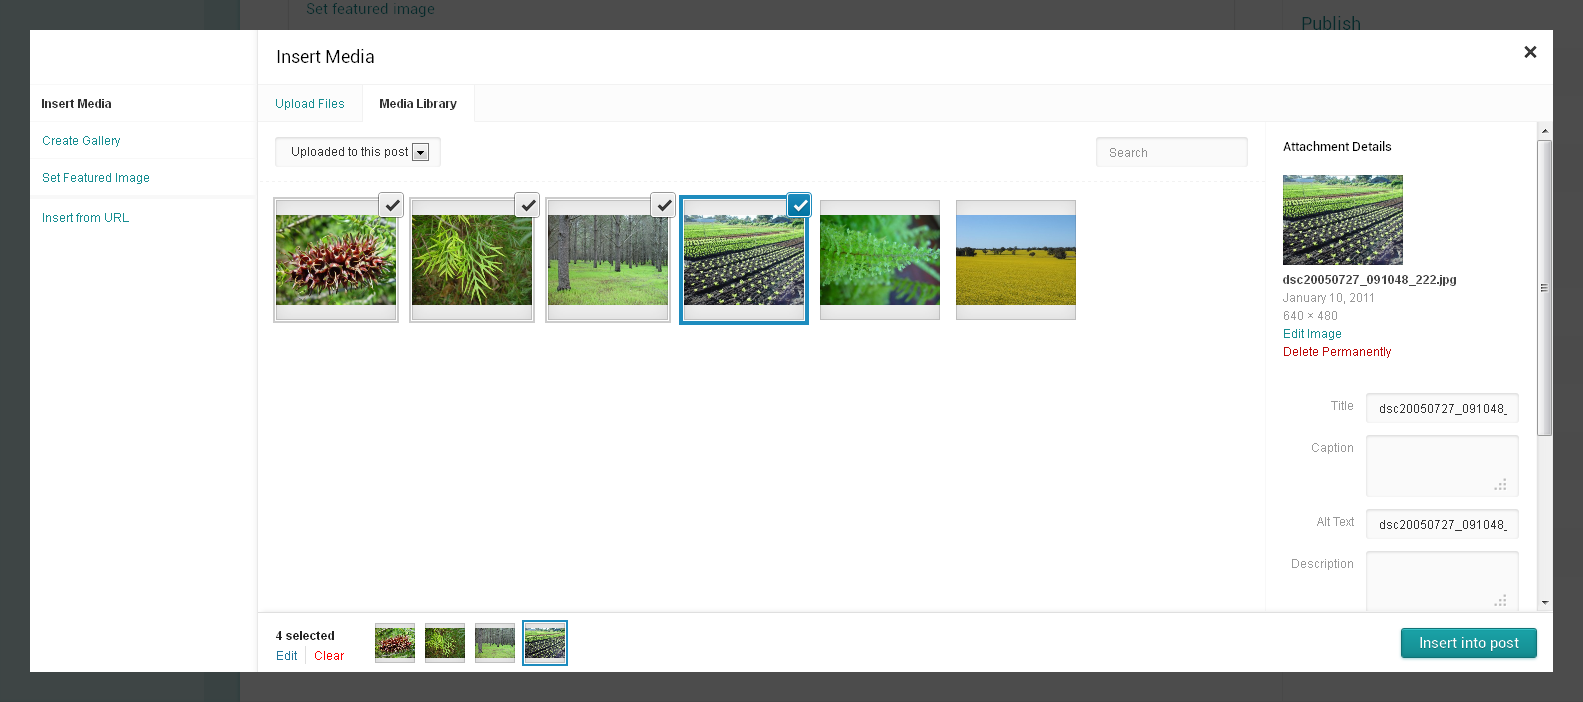 Set featured image
Publish
Insert Media
Insert Media
Create Gallery
Set Featured Image
Insert from URL
Upload Files
Media Library
Uploaded to this post
Search
Attachment Details
dsc20050727_091048_222.jpg
January 10, 2011
640 × 480
Edit Image
Delete Permanently
Title
dsc20050727_091048_
Caption
Alt Text
dsc20050727_091048_
Description
4 selected
Edit
Clear
Insert into post